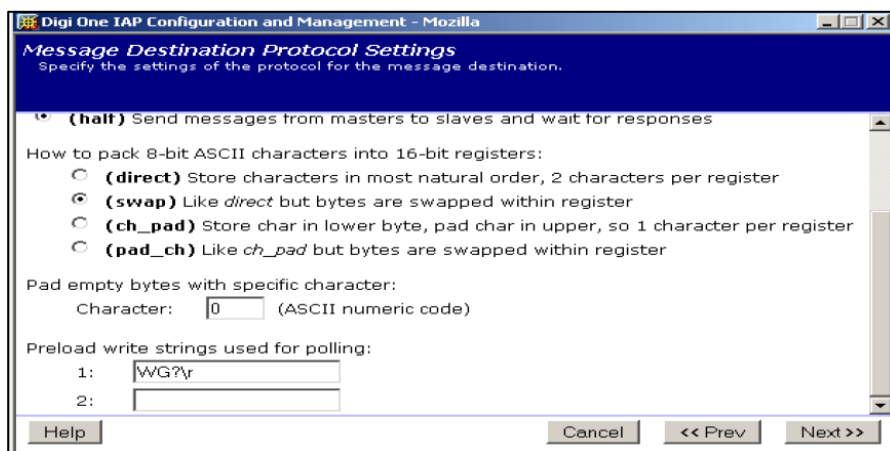 Digi One IAP Configuration and Management - Mozilla
Message Destination Protocol Settings
Specify the settings of the protocol for the message destination.
(half) Send messages from masters to slaves and wait for responses
How to pack 8-bit ASCII characters into 16-bit registers:
(direct) Store characters in most natural order, 2 characters per register
(swap) Like direct but bytes are swapped within register
(ch_pad) Store char in lower byte, pad char in upper, so 1 character per register
(pad_ch) Like ch_pad but bytes are swapped within register
Pad empty bytes with specific character:
Character: 0 (ASCII numeric code)
Preload write strings used for polling:
1: WG?\r
2:
Help Cancel << Prev Next >>